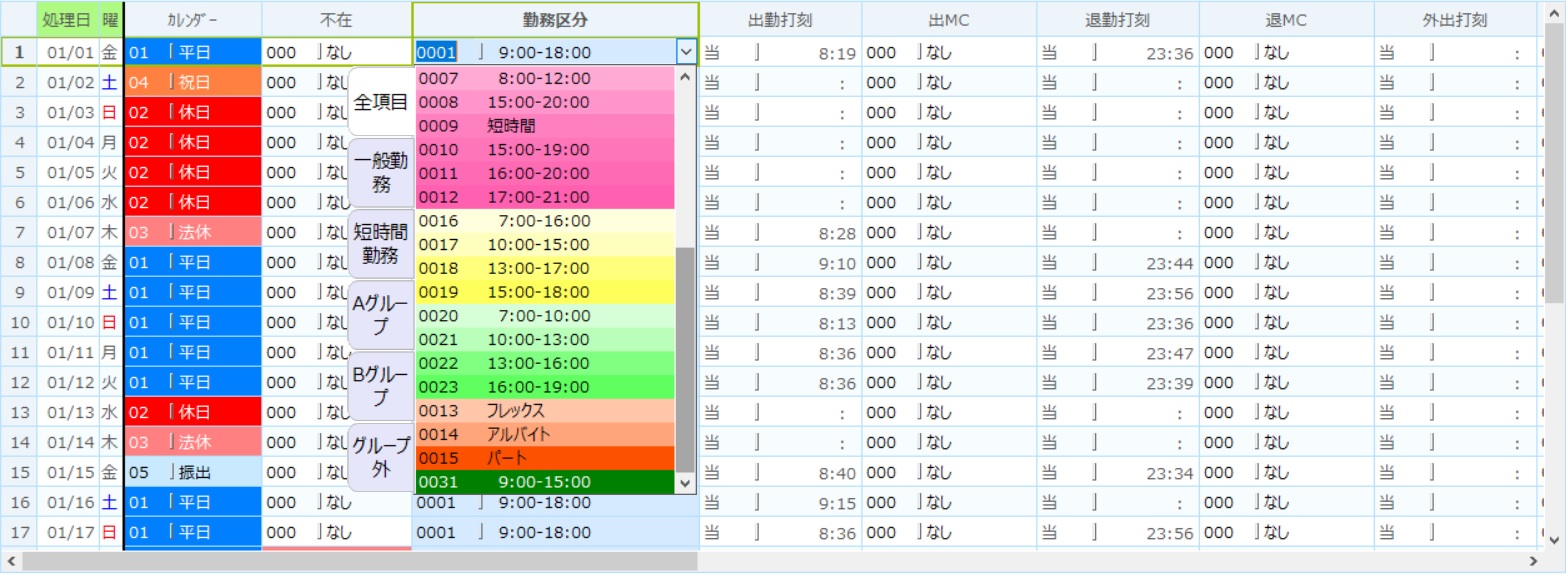 処理日 曜 カレンダー 不在 勤務区分 出勤打刻 出MC 退勤打刻 退MC 外出打刻
1 01/01 金 01 「平日 000 」なし 0001 」 9:00-18:00 当 」 8:19 000 」なし 当 」 23:36 000 」なし 当 」 :
2 01/02 土 04 「祝日 000 」なし 当 」 : 000 」なし 当 」 : 000 」なし 当 」 :
3 01/03 日 02 「休日 000 」なし 当 」 : 000 」なし 当 」 : 000 」なし 当 」 :
4 01/04 月 02 「休日 000 」なし 当 」 : 000 」なし 当 」 : 000 」なし 当 」 :
5 01/05 火 02 「休日 000 」なし 当 」 : 000 」なし 当 」 : 000 」なし 当 」 :
6 01/06 水 02 「休日 000 」なし 当 」 : 000 」なし 当 」 : 000 」なし 当 」 :
7 01/07 木 03 」法休 000 」なし 当 」 8:28 000 」なし 当 」 : 000 」なし 当 」 :
8 01/08 金 01 「平日 000 」なし 当 」 9:10 000 」なし 当 」 23:44 000 」なし 当 」 :
9 01/09 土 01 「平日 000 」なし 当 」 8:39 000 」なし 当 」 23:56 000 」なし 当 」 :
10 01/10 日 01 「平日 000 」なし 当 」 8:13 000 」なし 当 」 23:36 000 」なし 当 」 :
11 01/11 月 01 「平日 000 」なし 当 」 8:36 000 」なし 当 」 23:47 000 」なし 当 」 :
12 01/12 火 01 「平日 000 」なし 当 」 8:36 000 」なし 当 」 23:39 000 」なし 当 」 :
13 01/13 水 02 「休日 000 」なし 当 」 : 000 」なし 当 」 : 000 」なし 当 」 :
14 01/14 木 03 」法休 000 」なし 当 」 : 000 」なし 当 」 : 000 」なし 当 」 :
15 01/15 金 05 」振出 000 」なし 当 」 8:40 000 」なし 当 」 23:34 000 」なし 当 」 :
16 01/16 土 01 「平日 000 」なし 0001 」 9:00-18:00 当 」 9:15 000 」なし 当 」 : 000 」なし 当 」 :
17 01/17 日 01 「平日 000 」なし 0001 」 9:00-18:00 当 」 8:36 000 」なし 当 」 23:56 000 」なし 当 」 :
全項目
一般勤
務
短時間
勤務
Aグルー
プ
Bグルー
プ
グループ
外
0007 8:00-12:00
0008 15:00-20:00
0009 短時間
0010 15:00-19:00
0011 16:00-20:00
0012 17:00-21:00
0016 7:00-16:00
0017 10:00-15:00
0018 13:00-17:00
0019 15:00-18:00
0020 7:00-10:00
0021 10:00-13:00
0022 13:00-16:00
0023 16:00-19:00
0013 フレックス
0014 アルバイト
0015 パート
0031 9:00-15:00